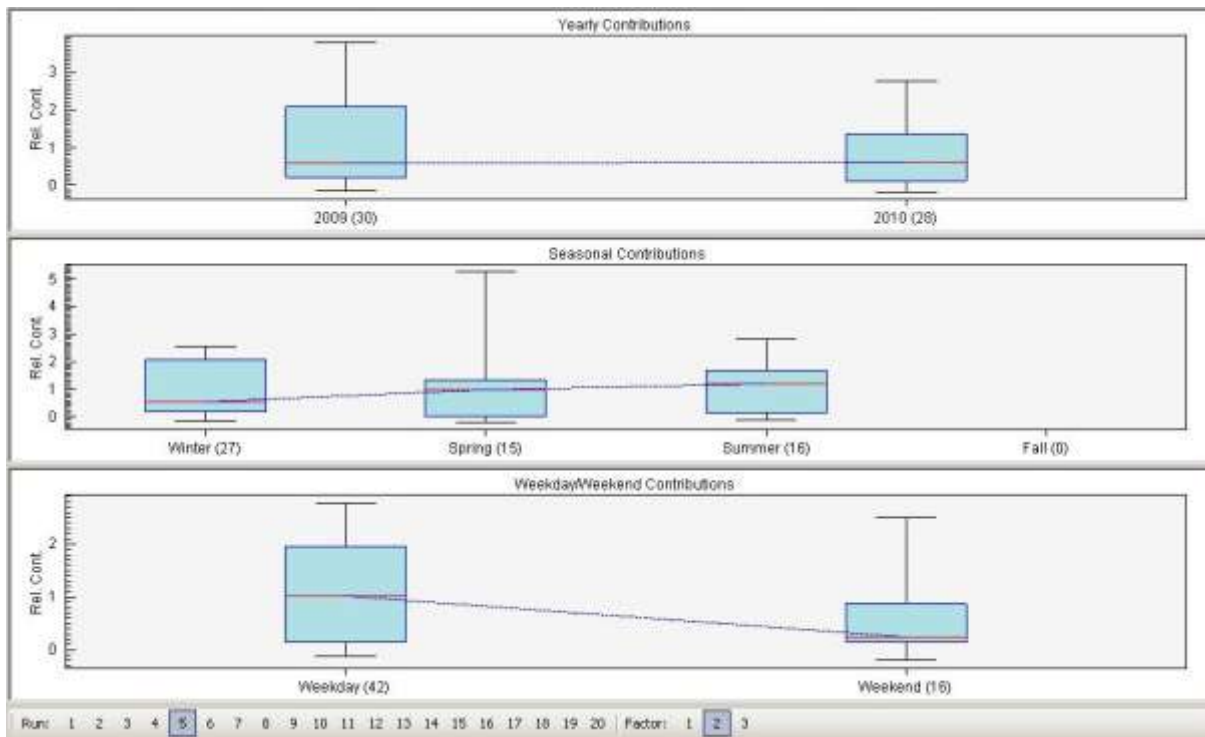 Yearly Contributions
Rel. Cont.
3
2
1
0
2009 (30) 2010 (28)
Seasonal Contributions
Rel. Cont.
5
4
3
2
1
0
Winter (27) Spring (15) Summer (16) Fall (0)
Weekday/Weekend Contributions
Rel. Cont.
2
1
0
Weekday (42) Weekend (16)
Run: 1 2 3 4 5 6 7 8 9 10 11 12 13 14 15 16 17 18 19 20 Factor: 1 2 3